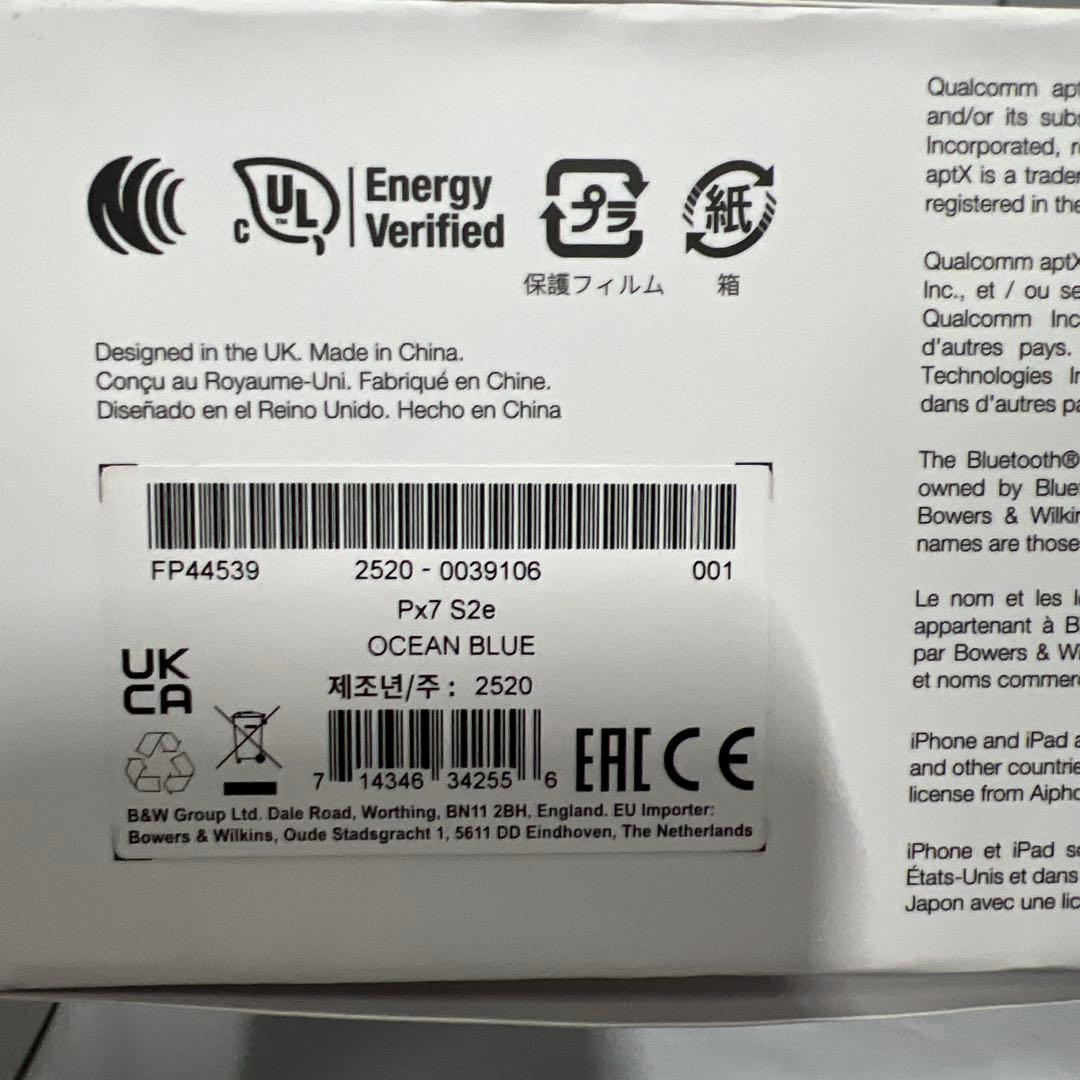 c UL™ Energy
Verified
プラ
紙
保護フィルム
箱
Designed in the UK. Made in China.
Conçu au Royaume-Uni. Fabriqué en Chine.
Diseñado en el Reino Unido. Hecho en China
FP44539 2520 - 0039106 001
Px7 S2e
OCEAN BLUE
제조년/주 : 2520
UK
CA
7 14346 34255 6
EAC CE
B&W Group Ltd. Dale Road, Worthing, BN11 2BH, England. EU Importer:
Bowers & Wilkins, Oude Stadsgracht 1, 5611 DD Eindhoven, The Netherlands
Qualcomm
and/or its
Incorporated,
aptX is a
registered in the
Qualcomm aptX
Inc., et / ou
Qualcomm
d'autres pays.
Technologies
dans d'autres
The Bluetooth®
owned by
Bowers &
names are those
Le nom et les
appartenant à
par Bowers &
et noms
iPhone and iPad
and other
license from
iPhone et iPad
États-Unis et dans
Japon avec une